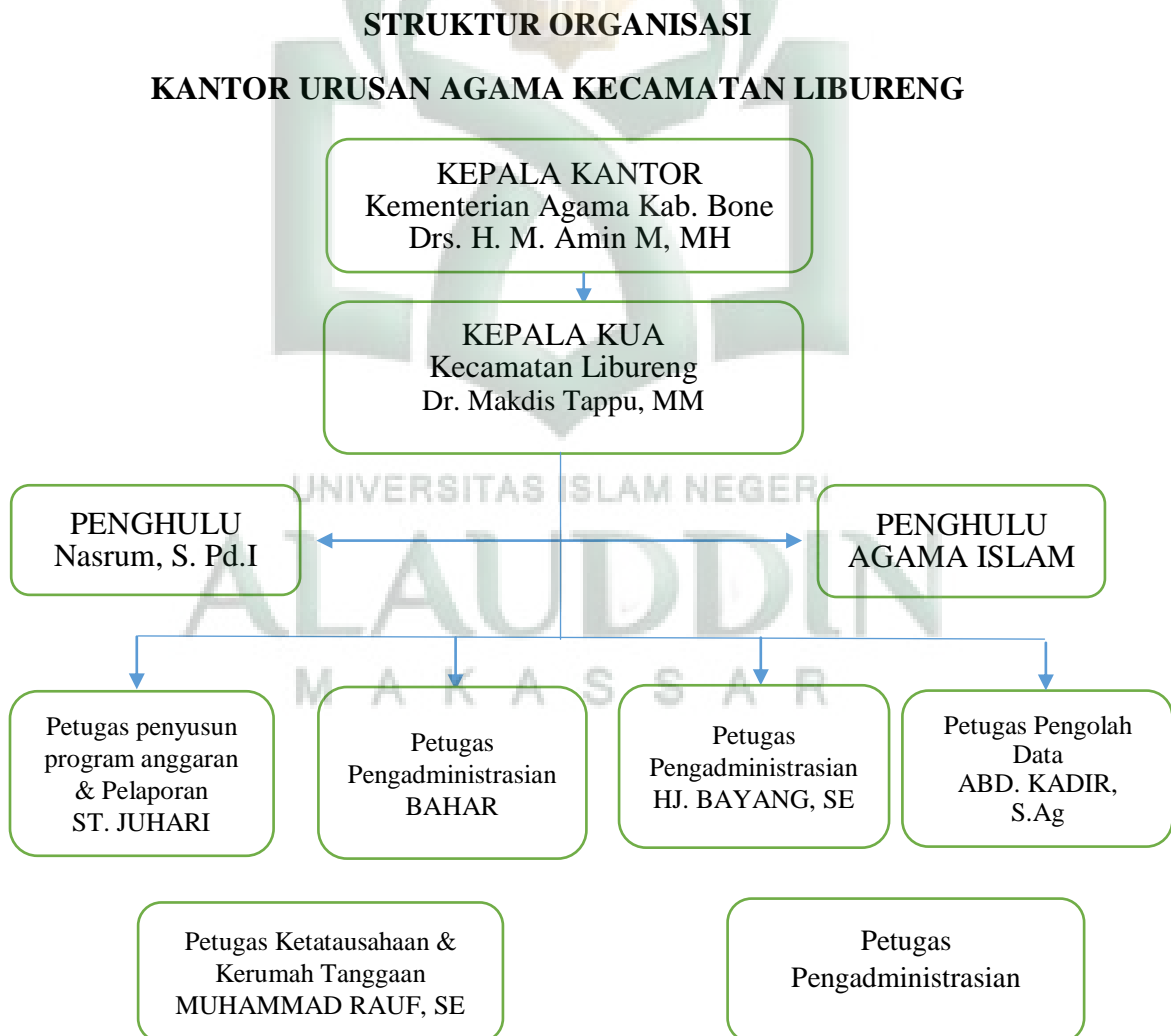 STRUKTUR ORGANISASI
KANTOR URUSAN AGAMA KECAMATAN LIBURENG
KEPALA KANTOR
Kementerian Agama Kab. Bone
Drs. H. M. Amin M, MH
KEPALA KUA
Kecamatan Libureng
Dr. Makdis Tappu, MM
UNIVERSITAS ISLAM NEGERI
PENGHULU
Nasrum, S. Pd.I
PENGHULU
AGAMA ISLAM
ALAUDDIN
MAKASSAR
Petugas penyusun
program anggaran
& Pelaporan
ST. JUHARI
Petugas
Pengadministrasian
BAHAR
Petugas
Pengadministrasian
HJ. BAYANG, SE
Petugas Pengolah
Data
ABD. KADIR,
S.Ag
Petugas Ketatausahaan &
Kerumah Tanggaan
MUHAMMAD RAUF, SE
Petugas
Pengadministrasian